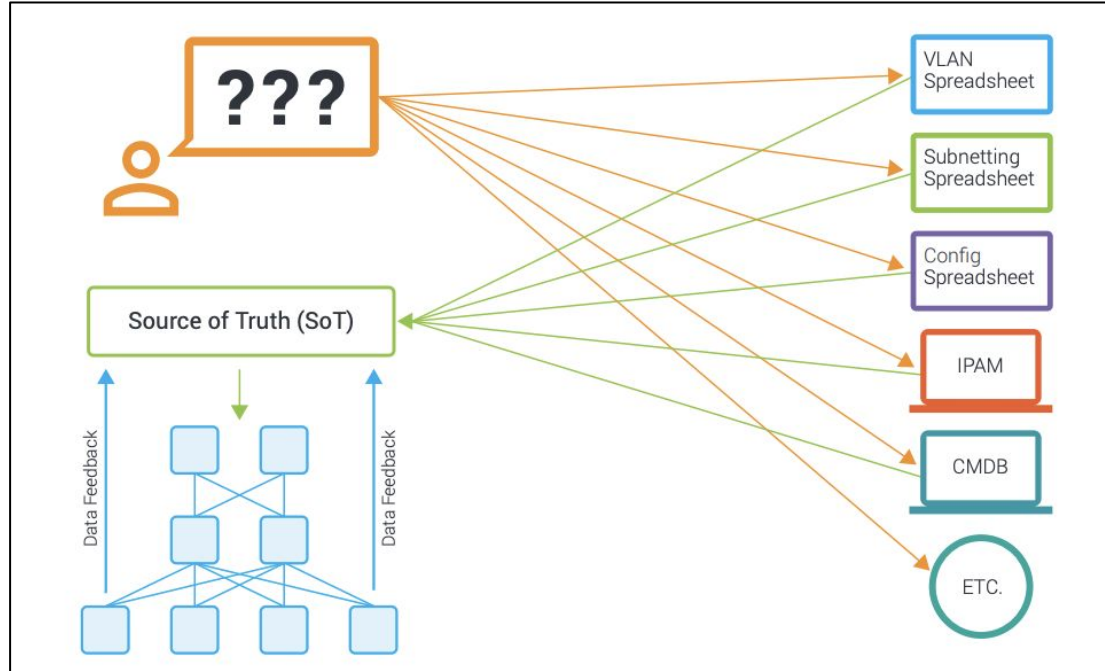 ???
VLAN
Spreadsheet
Subnetting
Spreadsheet
Config
Spreadsheet
Source of Truth (SoT)
IPAM
CMDB
ETC.
Data Feedback
Data Feedback